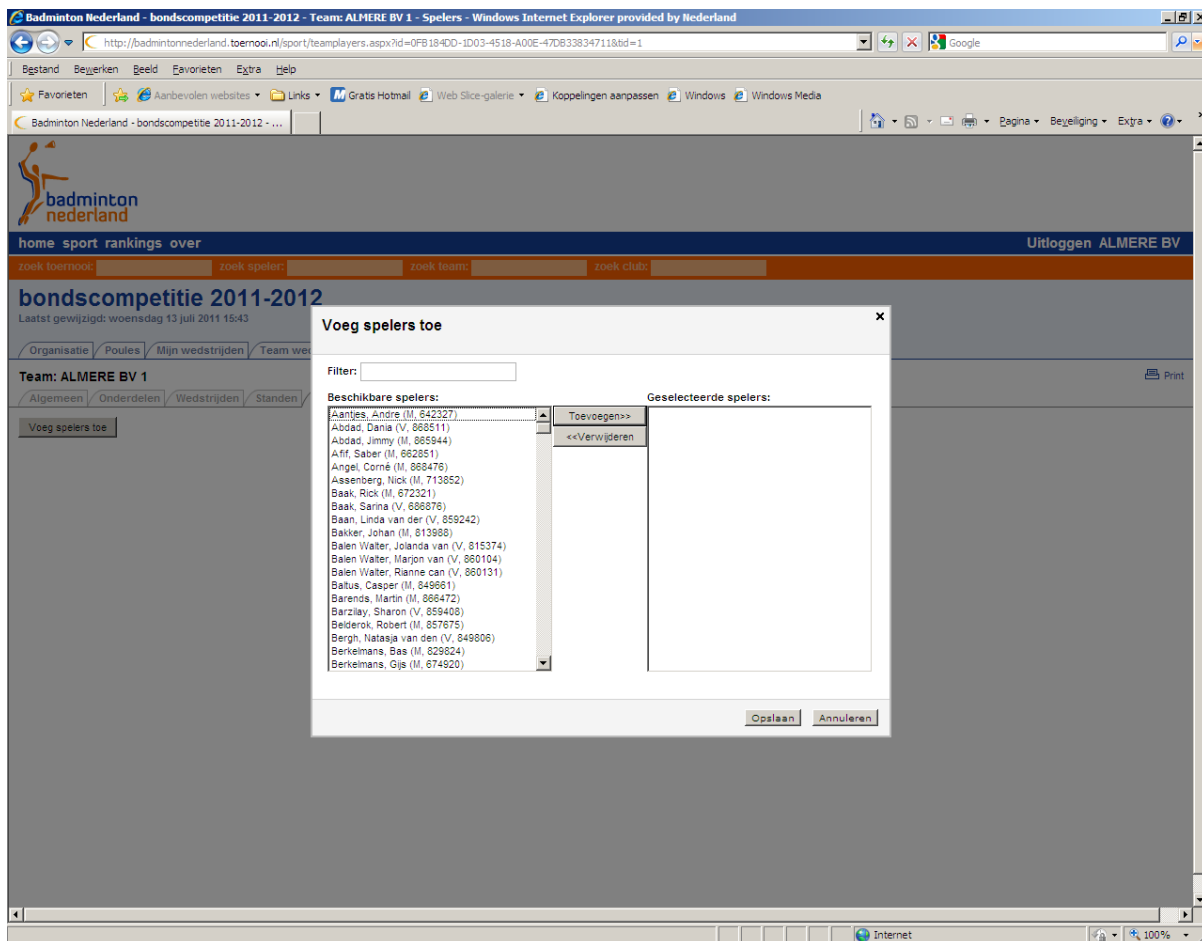 Badminton Nederland - bondscompetitie 2011-2012 - Team: ALMERE BV 1 - Spelers - Windows Internet Explorer provided by Nederland
http://badmintonnederland.toernooi.nl/sport/teamplayers.aspx?id=0FB184DD-1D03-4518-A00E-47DB33834711&tid=1
Google
Bestand Bewerken Beeld Favorieten Extra Help
Favorieten Aanbevolen websites Links Gratis Hotmail Web Slice-galerie Koppelingen aanpassen Windows Windows Media
Badminton Nederland - bondscompetitie 2011-2012 - ...
Pagina Beveiliging Extra
badminton
nederland
home sport rankings over Uitloggen ALMERE BV
zoek toernooi: zoek speler: zoek team: zoek club:
bondscompetitie 2011-2012
Laatst gewijzigd: woensdag 13 juli 2011 15:43
Organisatie Poules Mijn wedstrijden Team wed
Team: ALMERE BV 1 Print
Algemeen Onderdelen Wedstrijden Standen
Voeg spelers toe
Voeg spelers toe x
Filter:
Beschikbare spelers: Geselecteerde spelers:
Aantjes, Andre (M, 642327)
Abdad, Dania (V, 868511)
Abdad, Jimmy (M, 865944)
Afif, Saber (M, 662851)
Angel, Corné (M, 868476)
Assenberg, Nick (M, 713852)
Baak, Rick (M, 672321)
Baak, Sarina (V, 686876)
Baan, Linda van der (V, 859242)
Bakker, Johan (M, 813988)
Balen Walter, Jolanda van (V, 815374)
Balen Walter, Marjon van (V, 860104)
Balen Walter, Rianne can (V, 860131)
Baltus, Casper (M, 849661)
Barends, Martin (M, 866472)
Barzilay, Sharon (V, 859408)
Belderok, Robert (M, 857675)
Bergh, Natasja van den (V, 849806)
Berkelmans, Bas (M, 829824)
Berkelmans, Gijs (M, 674920)
Toevoegen>>
<<Verwijderen
Opslaan Annuleren
Internet 100%